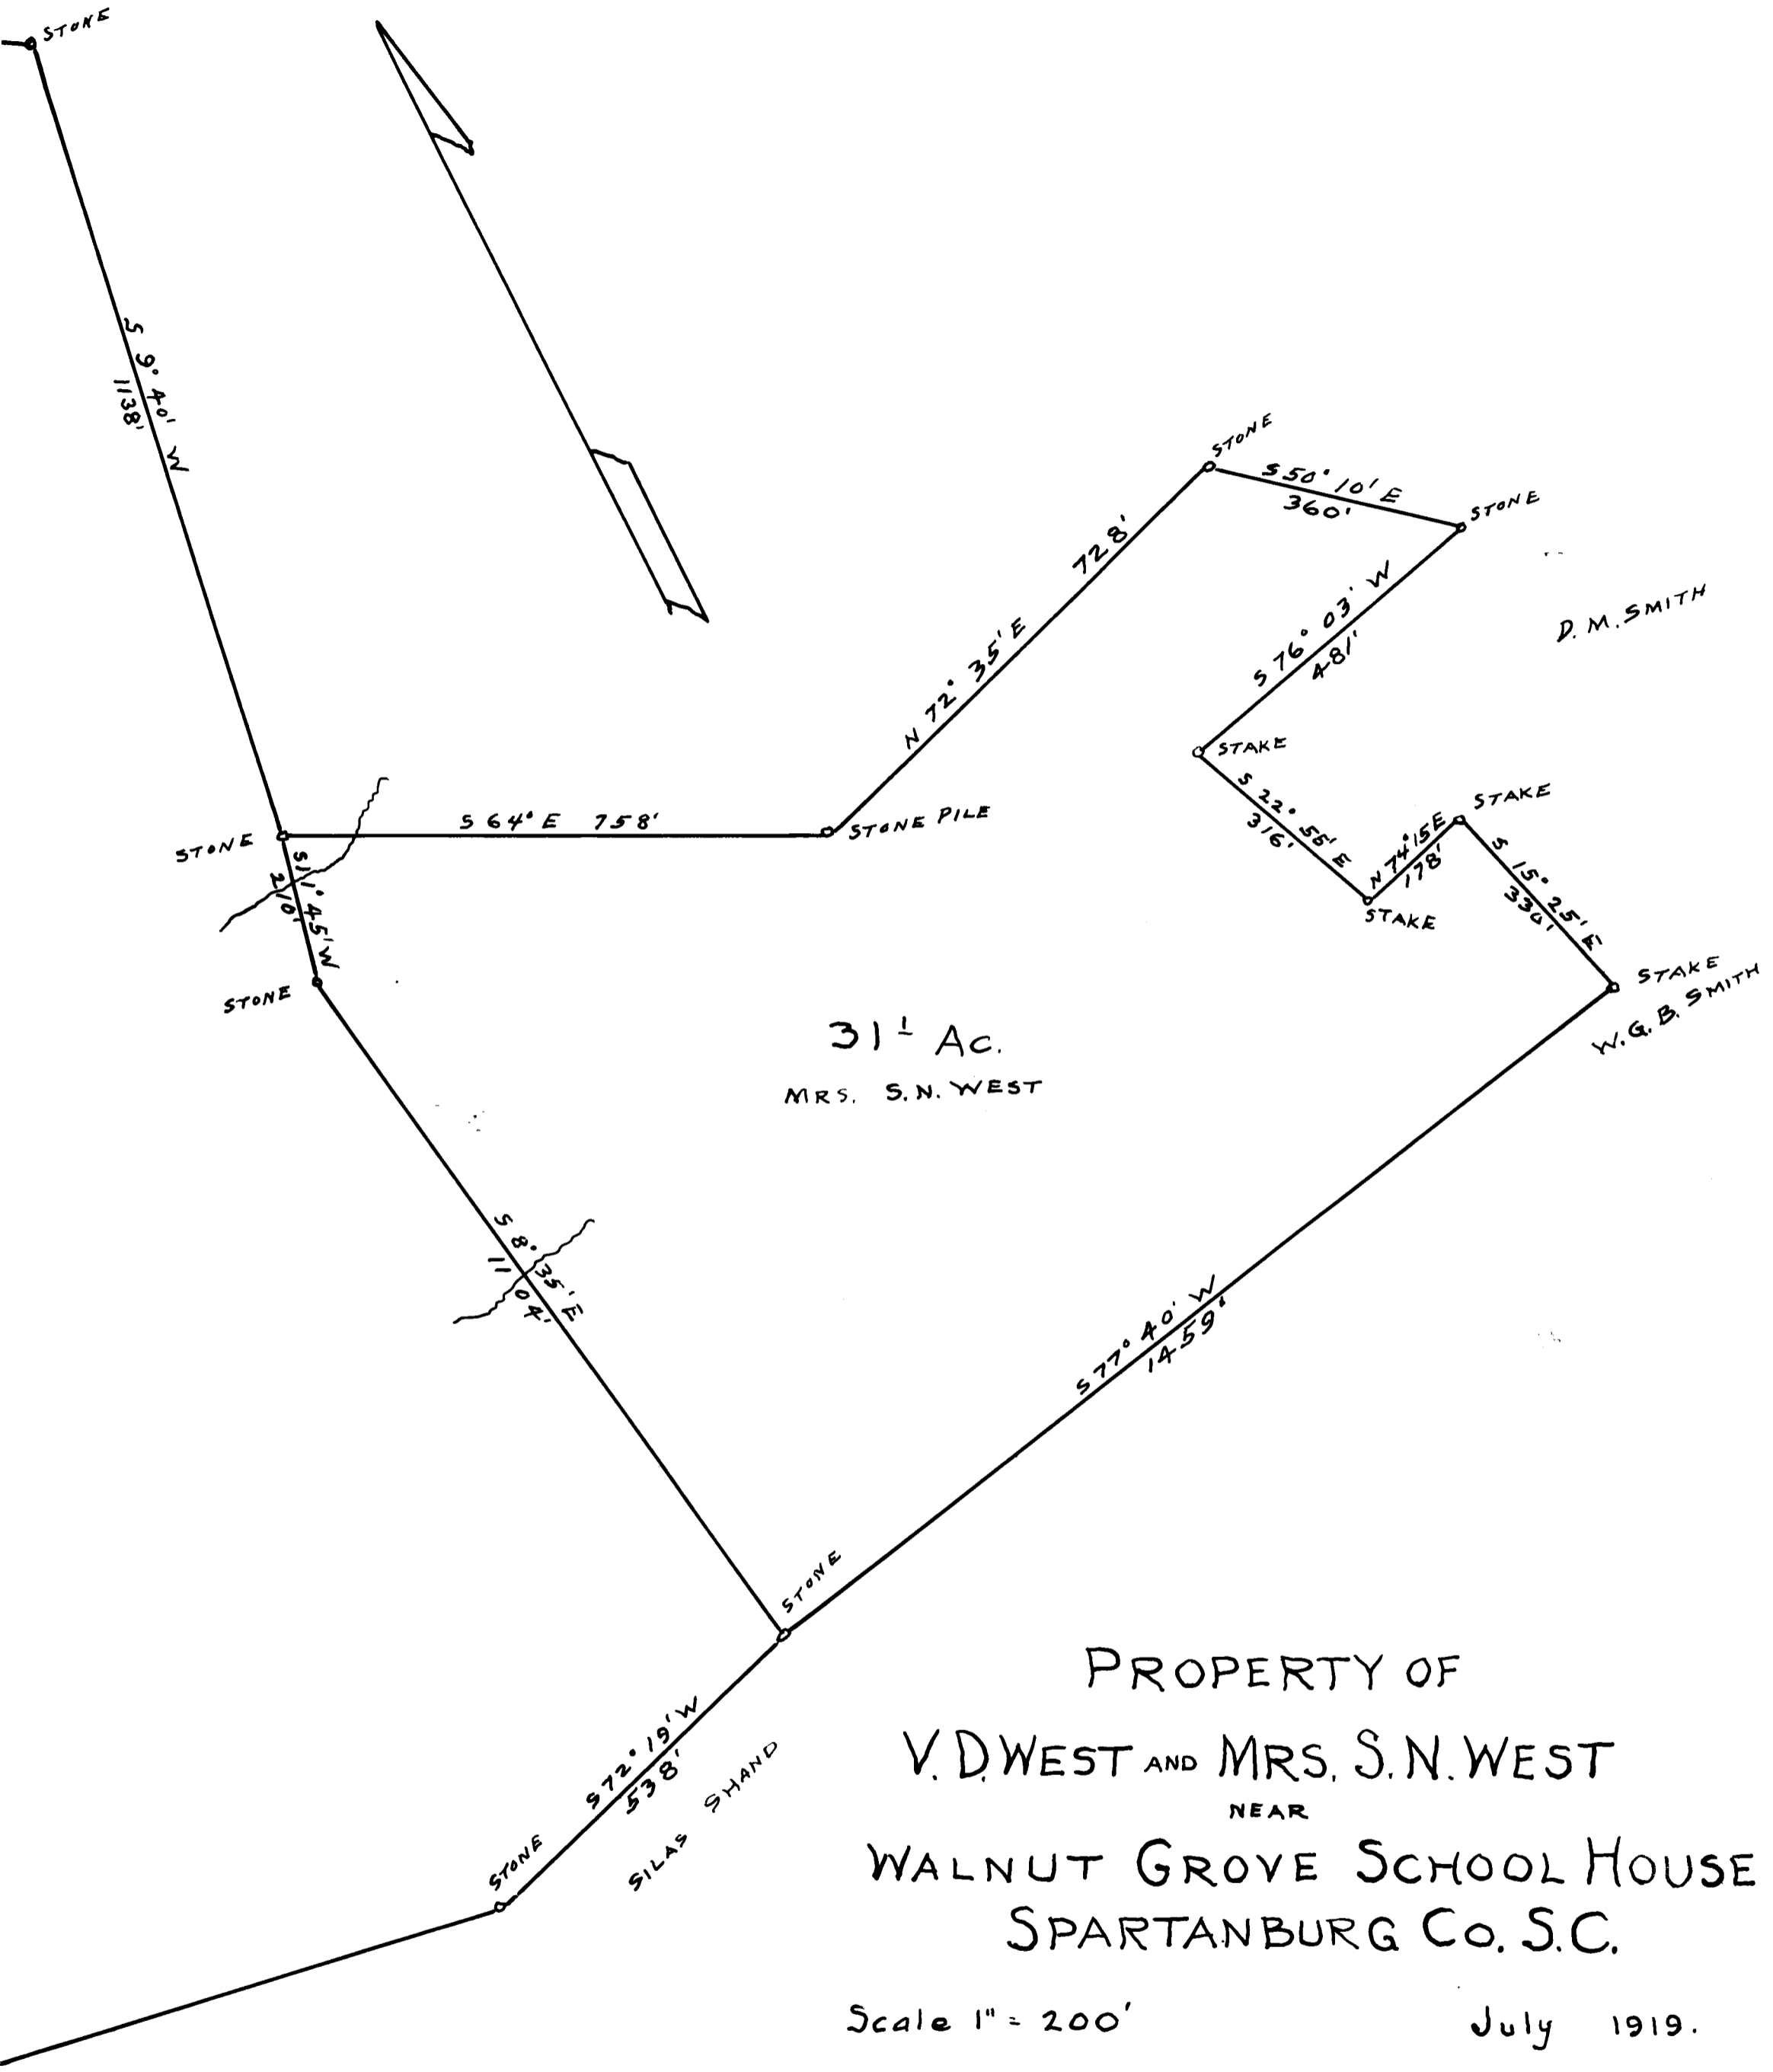 STONE
S 9° 40' W
1138'
STONE
S 50° 10' E
360'
STONE
728'
N 72° 35' E
S 76° 03' W
481'
D. M. SMITH
STAKE
S 22° 56' E
316'
N 74° 15 E
178'
STAKE
STAKE
S 15° 25' E
330'
STAKE
W. G. B. SMITH
S 64° E 758'
STONE PILE
STONE
S 11° 45' W
210'
STONE
31 1 AC.
MRS. S. N. WEST
S 8° 35' E
1104'
S 77° 40' W
1459'
STONE
S 72° 19' W
538'
SILAS SHAND
STONE
PROPERTY OF
V. D. WEST AND MRS. S. N. WEST
NEAR
WALNUT GROVE SCHOOL HOUSE
SPARTANBURG CO. S.C.
Scale 1" = 200'
July 1919.